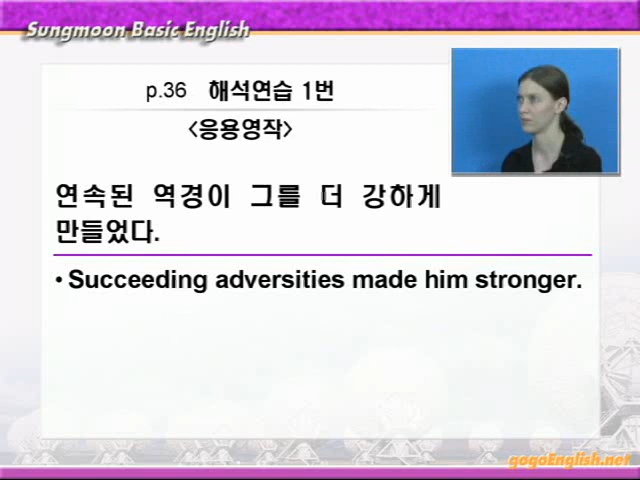 Sungmoon Basic English
p.36 해석연습 1번
<응용영작>
연속된 역경이 그를 더 강하게
만들었다.
• Succeeding adversities made him stronger.
gogoEnglish.net